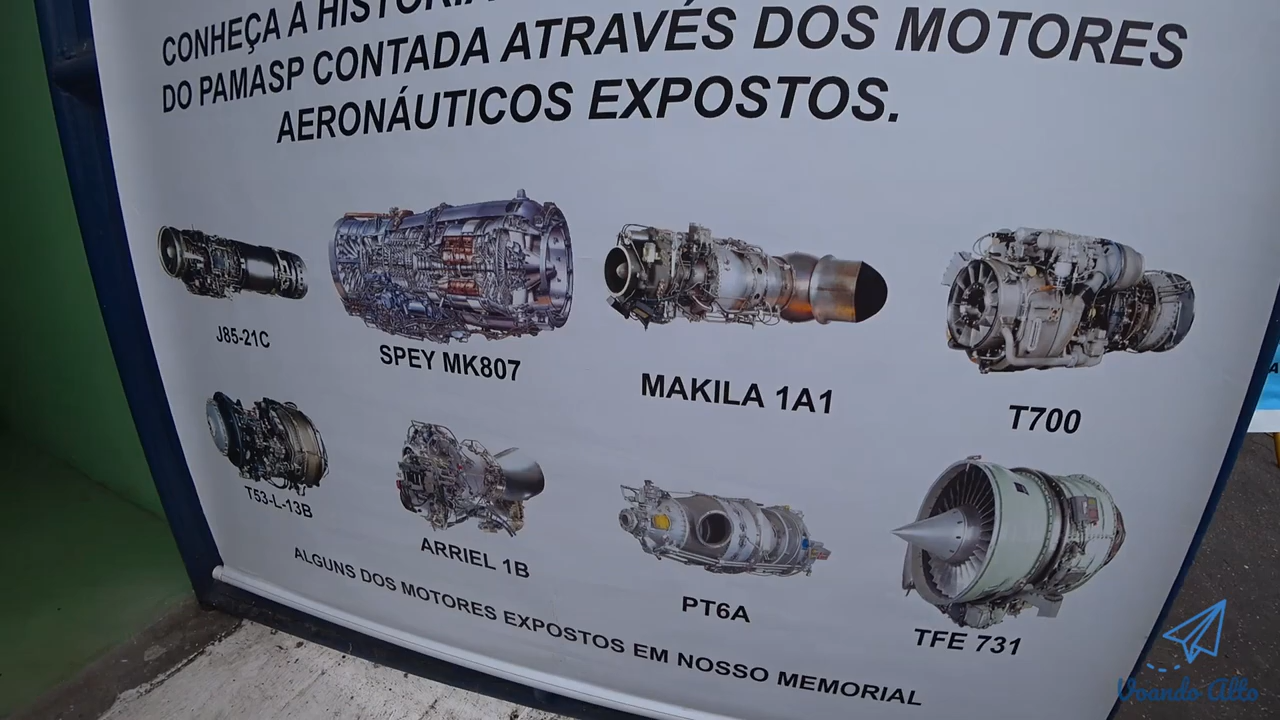 CONHEÇA A HISTÓRIA
DO PAMASP CONTADA ATRAVÉS DOS MOTORES
AERONÁUTICOS EXPOSTOS.
J85-21C
SPEY MK807
MAKILA 1A1
T700
T53-L-13B
ARRIEL 1B
PT6A
TFE 731
ALGUNS DOS MOTORES EXPOSTOS EM NOSSO MEMORIAL
Voando Alto